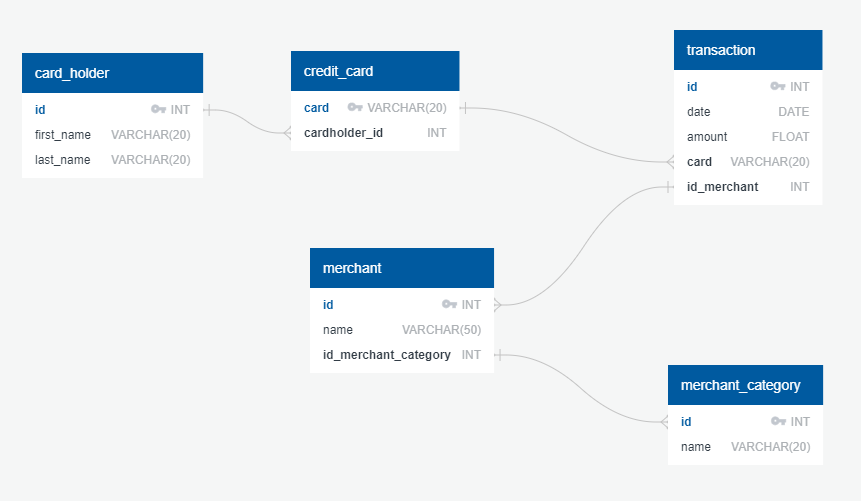 card_holder
id INT
first_name VARCHAR(20)
last_name VARCHAR(20)
credit_card
card VARCHAR(20)
cardholder_id INT
transaction
id INT
date DATE
amount FLOAT
card VARCHAR(20)
id_merchant INT
merchant
id INT
name VARCHAR(50)
id_merchant_category INT
merchant_category
id INT
name VARCHAR(20)